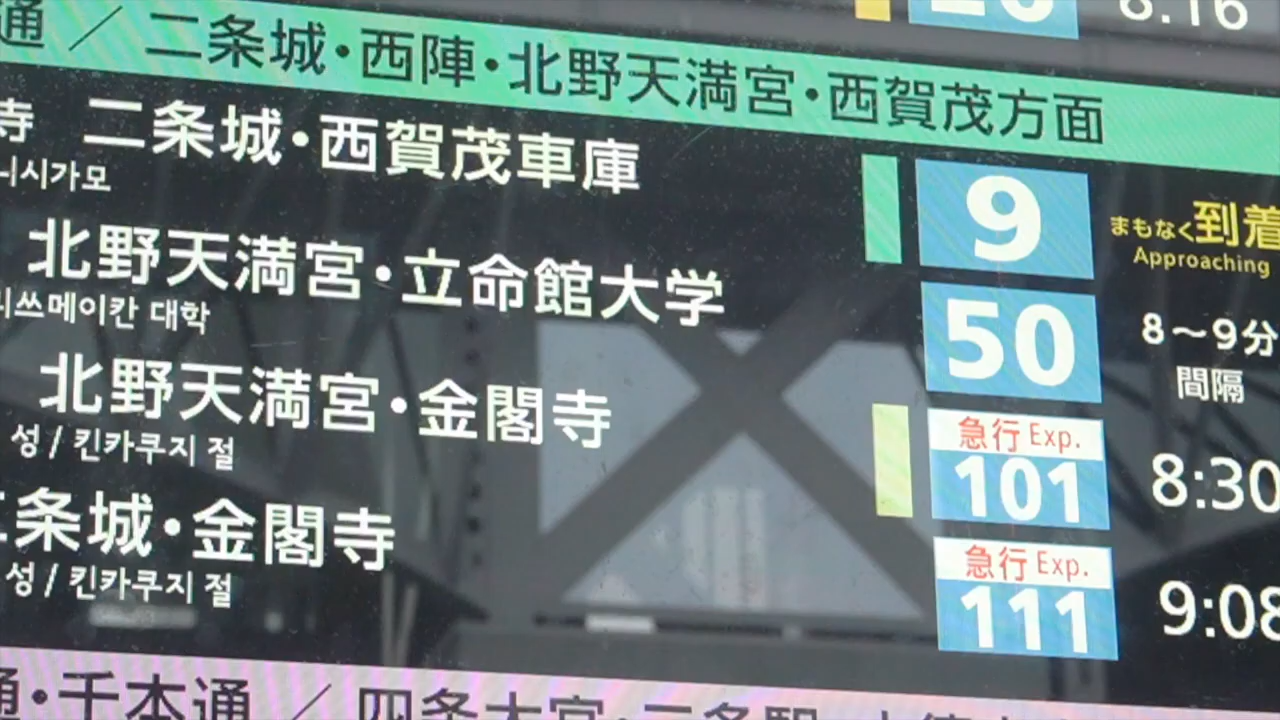 8:16
通 ／ 二条城・西陣・北野天満宮・西賀茂方面
寺 二条城・西賀茂車庫
니시가모
9
まもなく到着
Approaching
北野天満宮・立命館大学
리쓰메이칸 대학
50
8～9分
間隔
北野天満宮・金閣寺
성 / 킨카쿠지 절
急行 Exp.
101
8:30
二条城・金閣寺
성 / 킨카쿠지 절
急行 Exp.
111
9:08
通・千本通 ／ 四条大宮・二条駅